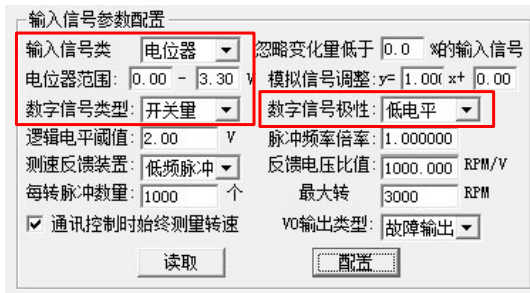 输入信号参数配置
输入信号类 电位器 忽略变化量低于 0.0 %的输入信号
电位器范围: 0.00 - 3.30 V 模拟信号调整:y= 1.00( x+ 0.00
数字信号类型: 开关量 数字信号极性: 低电平
逻辑电平阈值: 2.00 V 脉冲频率倍率: 1.000000
测速反馈装置: 低频脉冲 反馈电压比值: 1000.000 RPM/V
每转脉冲数量: 1000 个 最大转 3000 RPM
通讯控制时始终测量转速 VO输出类型: 故障输出
读取 配置